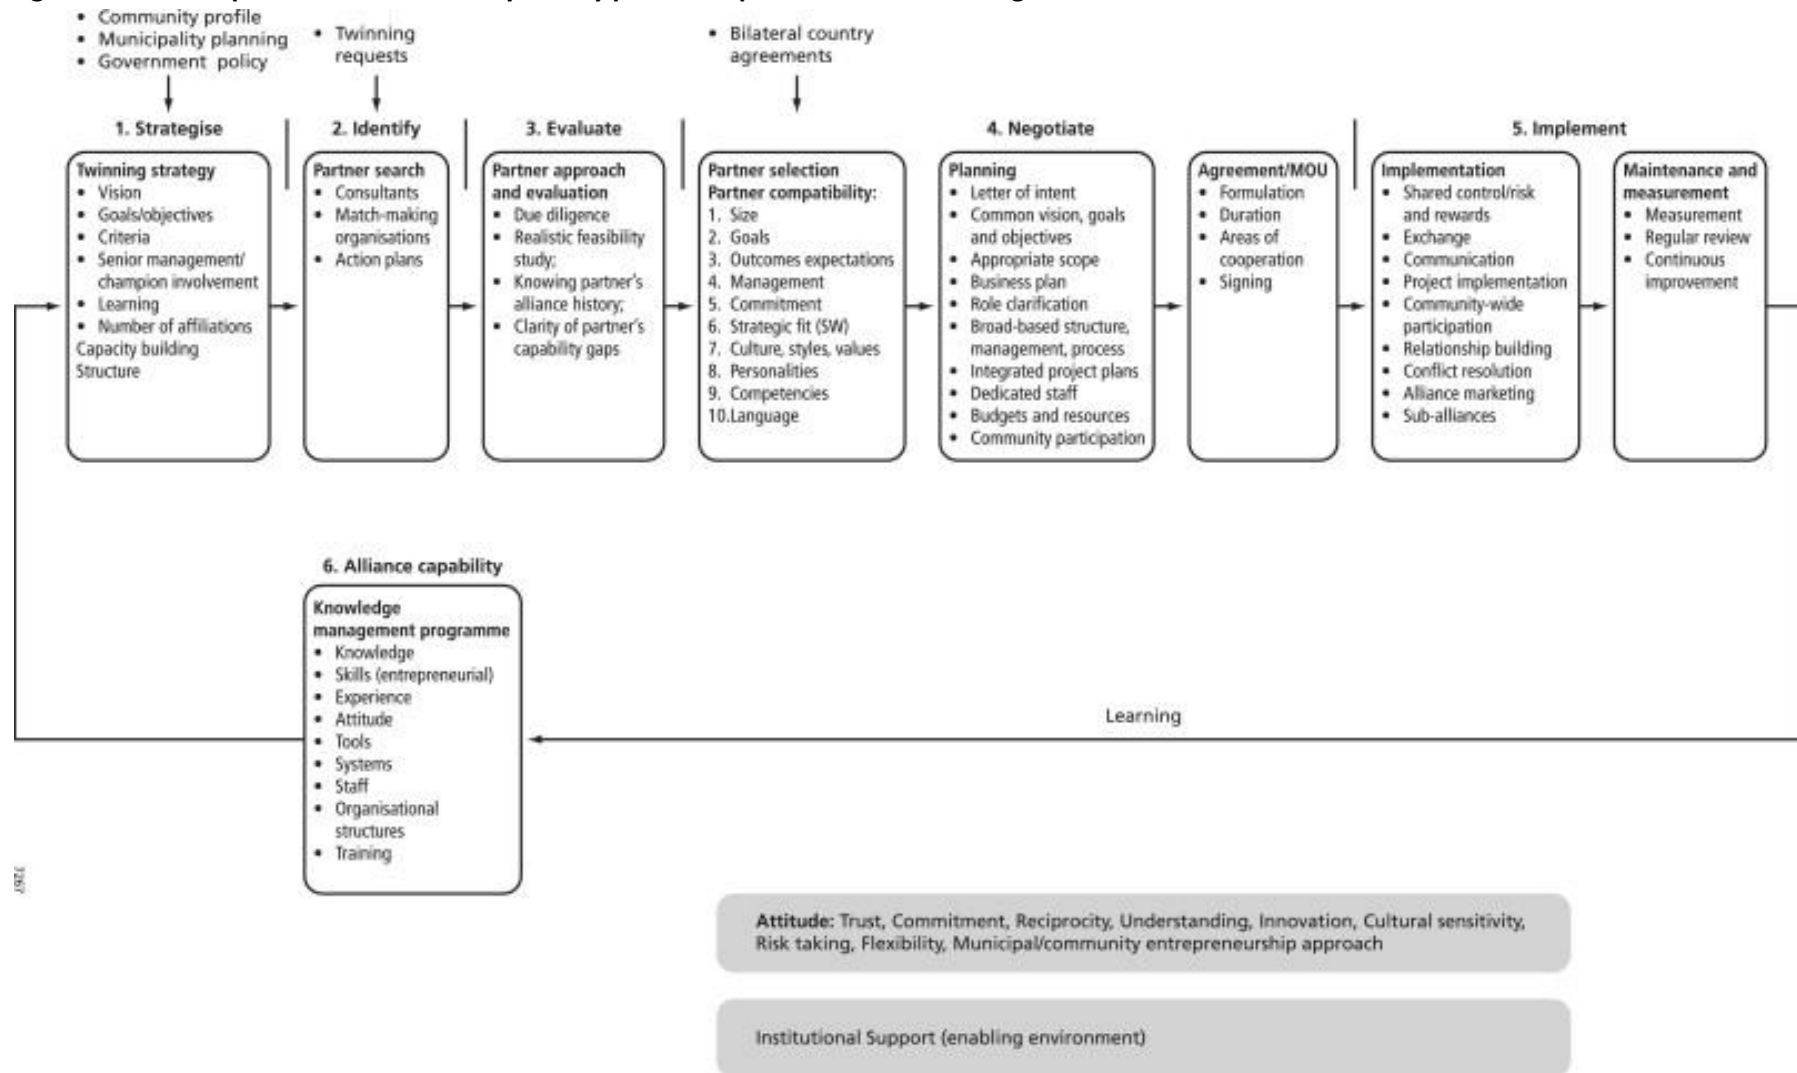 • Community profile
• Municipality planning
• Government policy
• Twinning
requests
• Bilateral country
agreements
1. Strategise
2. Identify
3. Evaluate
4. Negotiate
5. Implement
Twinning strategy
• Vision
• Goals/objectives
• Criteria
• Senior management/
champion involvement
• Learning
• Number of affiliations
Capacity building
Structure
Partner search
• Consultants
• Match-making
organisations
• Action plans
Partner approach
and evaluation
• Due diligence
• Realistic feasibility
study;
• Knowing partner's
alliance history;
• Clarity of partner's
capability gaps
Partner selection
Partner compatibility:
1. Size
2. Goals
3. Outcomes expectations
4. Management
5. Commitment
6. Strategic fit (SW)
7. Culture, styles, values
8. Personalities
9. Competencies
10.Language
Planning
• Letter of intent
• Common vision, goals
and objectives
• Appropriate scope
• Business plan
• Role clarification
• Broad-based structure,
management, process
• Integrated project plans
• Dedicated staff
• Budgets and resources
• Community participation
Agreement/MOU
• Formulation
• Duration
• Areas of
cooperation
• Signing
Implementation
• Shared control/risk
and rewards
• Exchange
• Communication
• Project implementation
• Community-wide
participation
• Relationship building
• Conflict resolution
• Alliance marketing
• Sub-alliances
Maintenance and
measurement
• Measurement
• Regular review
• Continuous
improvement
6. Alliance capability
Knowledge
management programme
• Knowledge
• Skills (entrepreneurial)
• Experience
• Attitude
• Tools
• Systems
• Staff
• Organisational
structures
• Training
Learning
7267
Attitude: Trust, Commitment, Reciprocity, Understanding, Innovation, Cultural sensitivity,
Risk taking, Flexibility, Municipal/community entrepreneurship approach
Institutional Support (enabling environment)